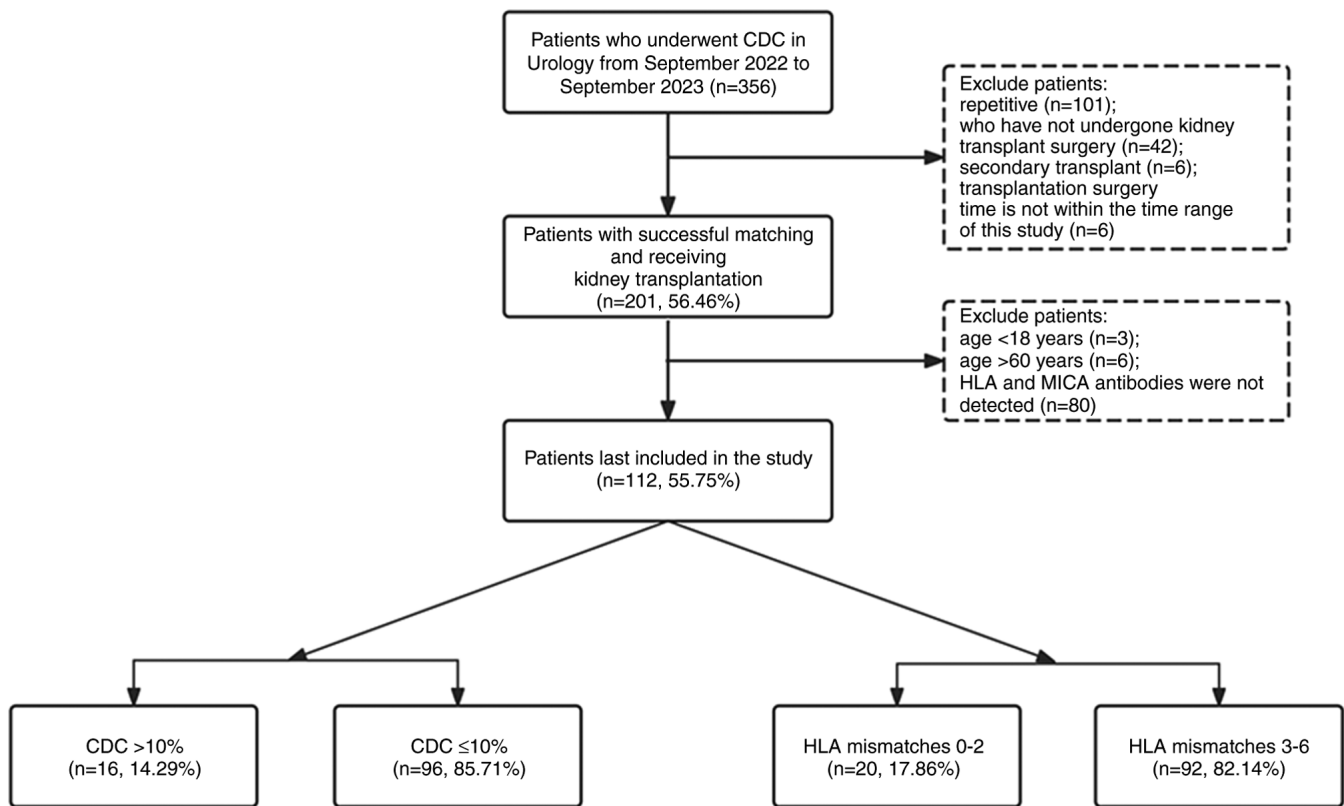 Patients who underwent CDC in
Urology from September 2022 to
September 2023 (n=356)
Exclude patients:
repetitive (n=101);
who have not undergone kidney
transplant surgery (n=42);
secondary transplant (n=6);
transplantation surgery
time is not within the time range
of this study (n=6)
Patients with successful matching
and receiving
kidney transplantation
(n=201, 56.46%)
Exclude patients:
age <18 years (n=3);
age >60 years (n=6);
HLA and MICA antibodies were not
detected (n=80)
Patients last included in the study
(n=112, 55.75%)
CDC >10%
(n=16, 14.29%)
CDC ≤10%
(n=96, 85.71%)
HLA mismatches 0-2
(n=20, 17.86%)
HLA mismatches 3-6
(n=92, 82.14%)